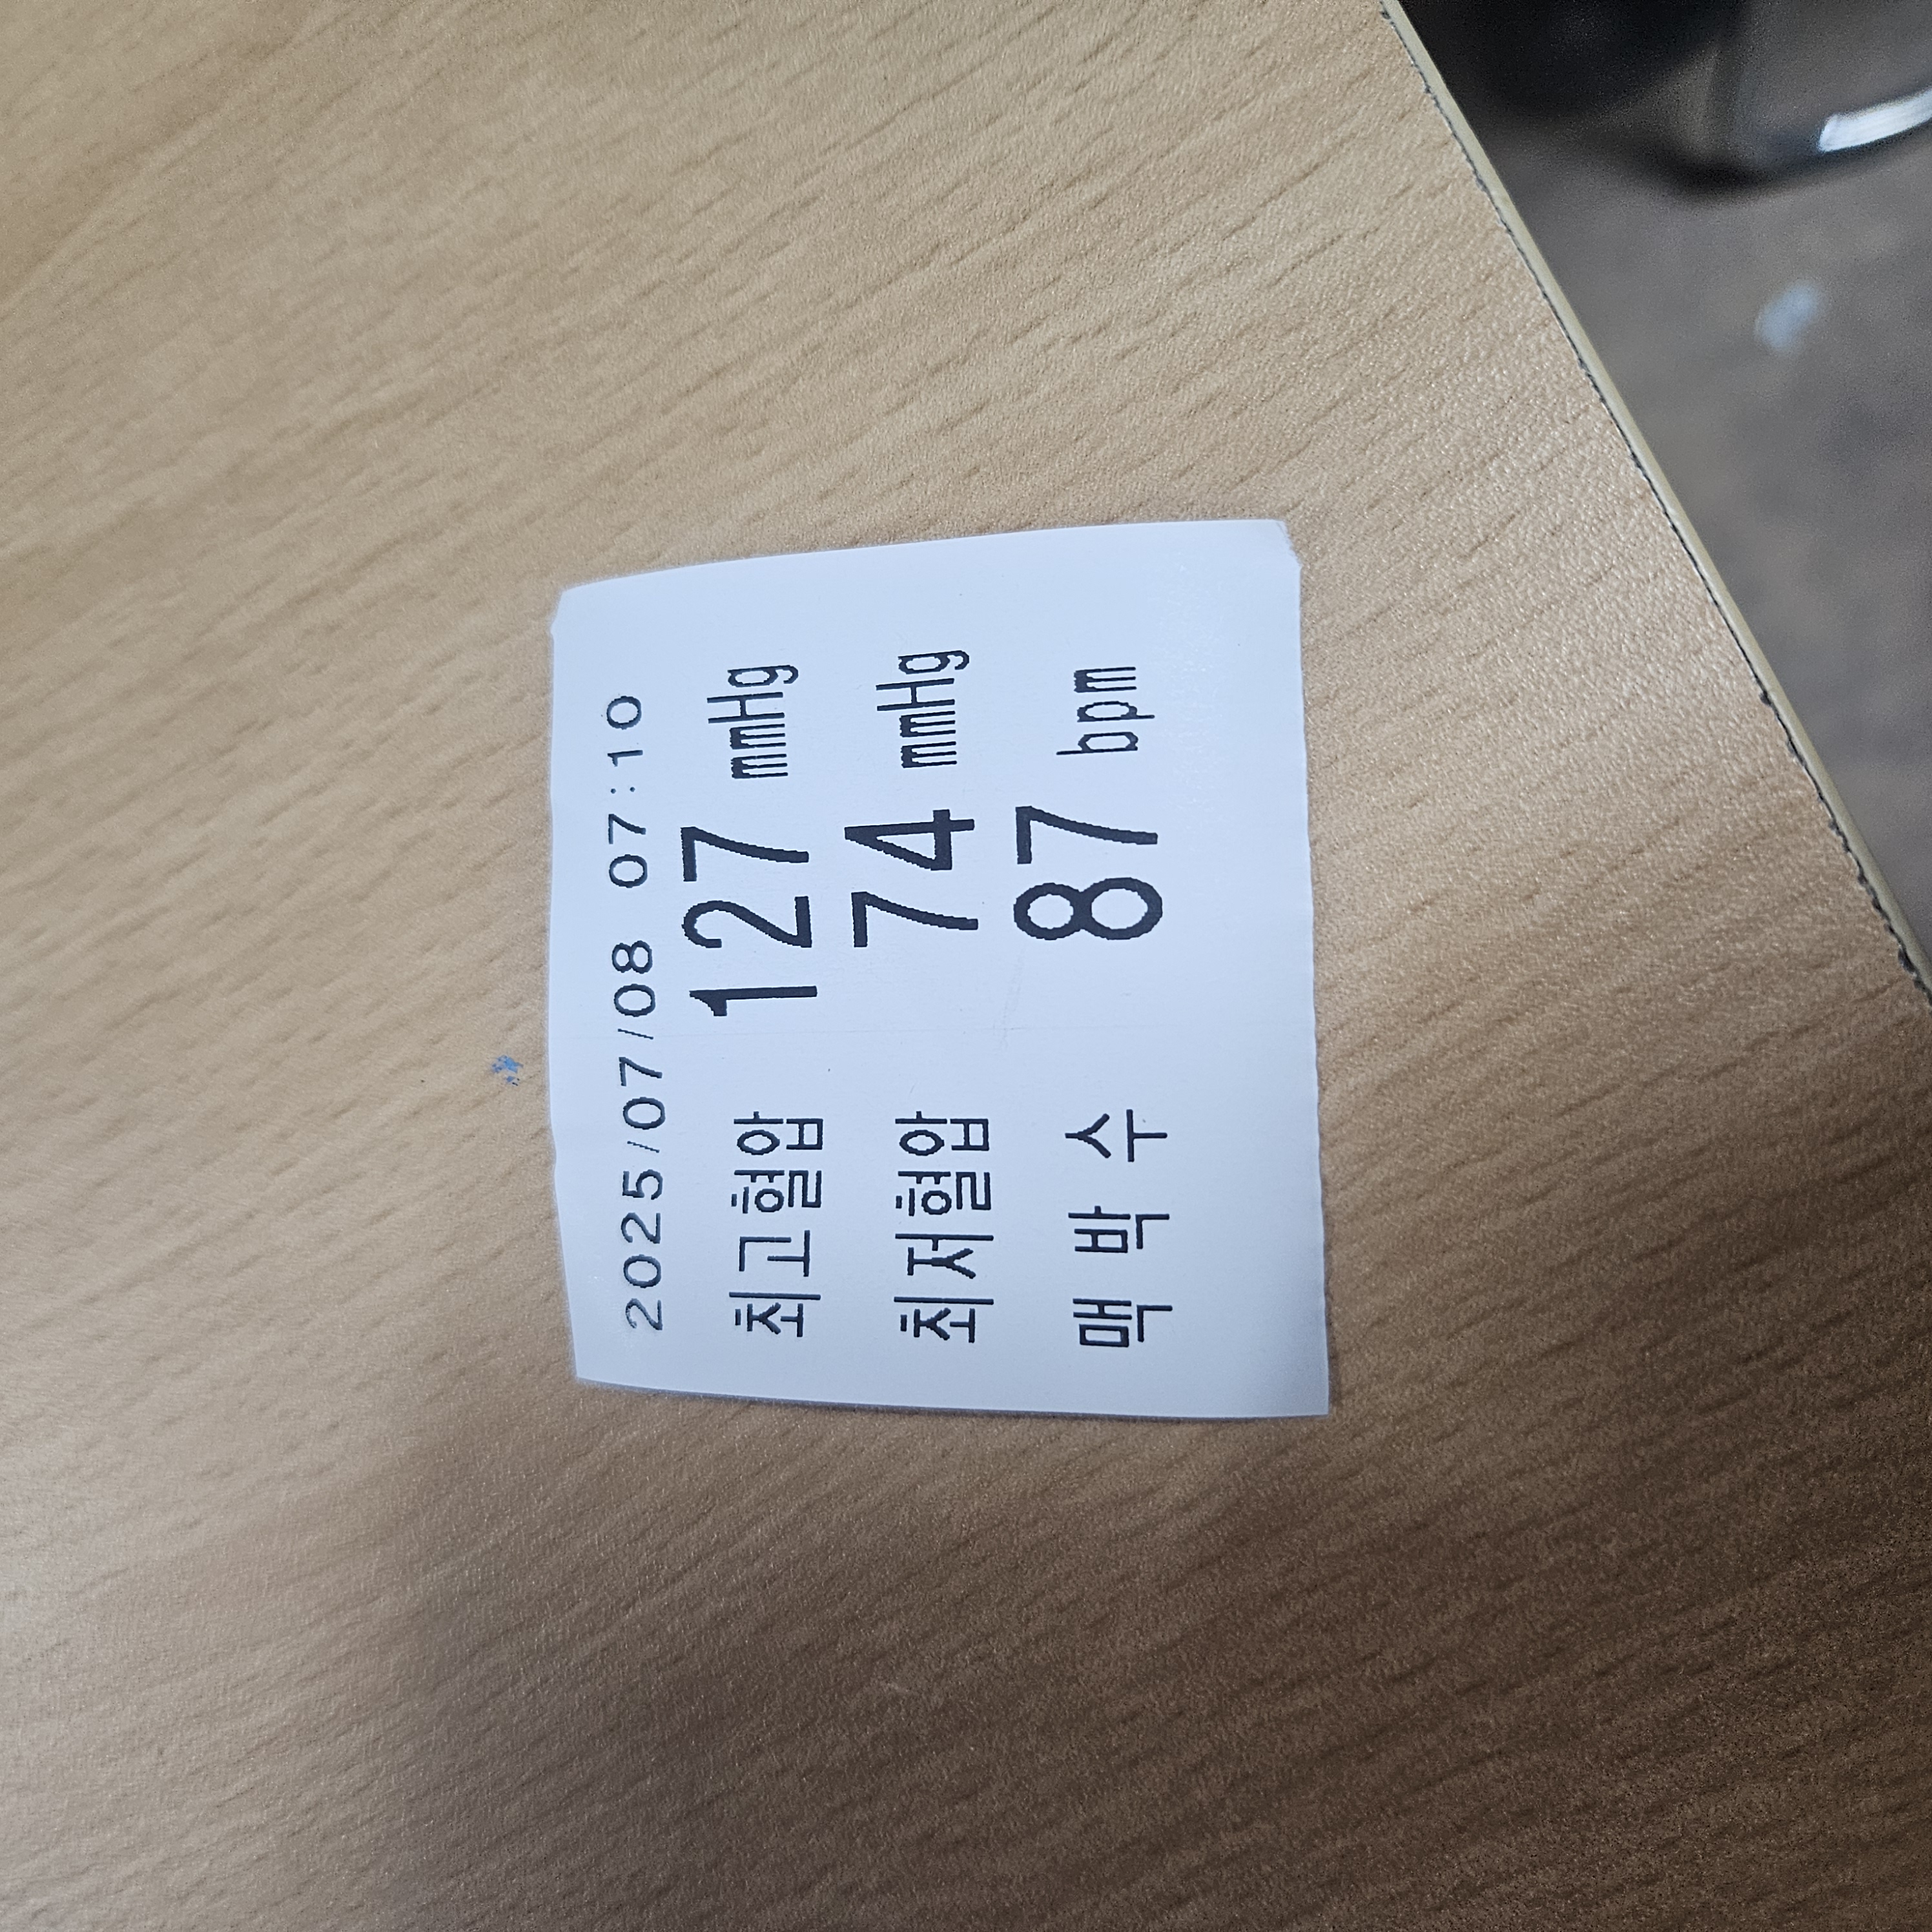 2025/07/08 07:10
최고혈압 127 mmHg
최저혈압 74 mmHg
맥 박 수 87 bpm